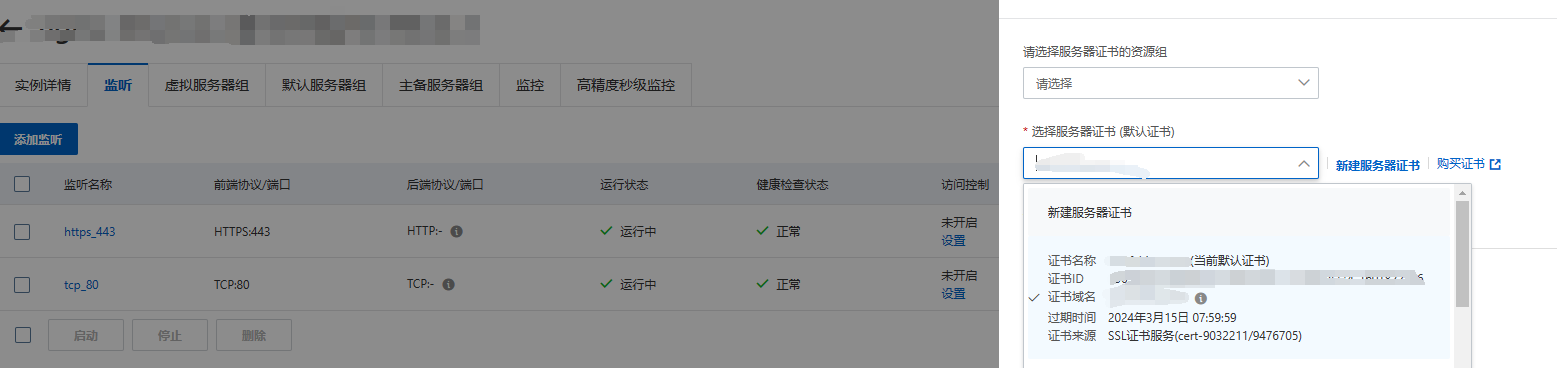 实例详情 监听 虚拟服务器组 默认服务器组 主备服务器组 监控 高精度秒级监控
添加监听
监听名称 前端协议/端口 后端协议/端口 运行状态 健康检查状态 访问控制
https_443 HTTPS:443 HTTP:- 运行中 正常 未开启
设置
tcp_80 TCP:80 TCP:- 运行中 正常 未开启
设置
启动 停止 删除
请选择服务器证书的资源组
请选择
* 选择服务器证书 (默认证书)
新建服务器证书 购买证书
新建服务器证书
证书名称 (当前默认证书)
证书ID
证书域名
过期时间 2024年3月15日 07:59:59
证书来源 SSL证书服务(cert-9032211/9476705)